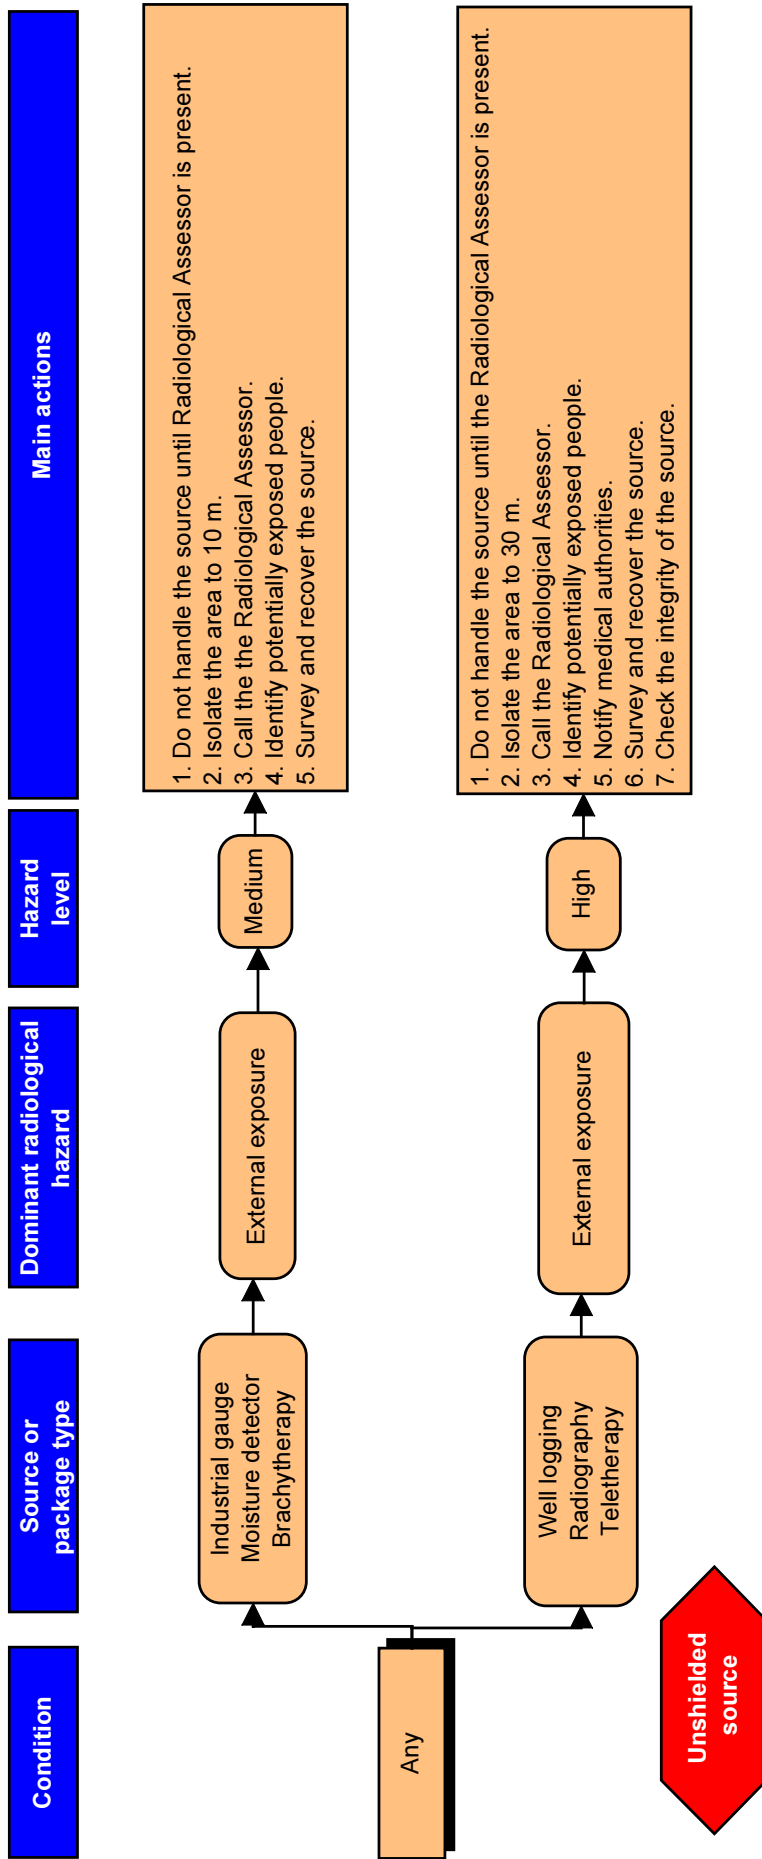 Condition
Source or
package type
Dominant radiological
hazard
Hazard
level
Main actions
Any
Industrial gauge
Moisture detector
Brachytherapy
External exposure
Medium
1. Do not handle the source until Radiological Assessor is present.
2. Isolate the area to 10 m.
3. Call the the Radiological Assessor.
4. Identify potentially exposed people.
5. Survey and recover the source.
Well logging
Radiography
Teletherapy
External exposure
High
1. Do not handle the source until the Radiological Assessor is present.
2. Isolate the area to 30 m.
3. Call the Radiological Assessor.
4. Identify potentially exposed people.
5. Notify medical authorities.
6. Survey and recover the source.
7. Check the integrity of the source.
Unshielded
source